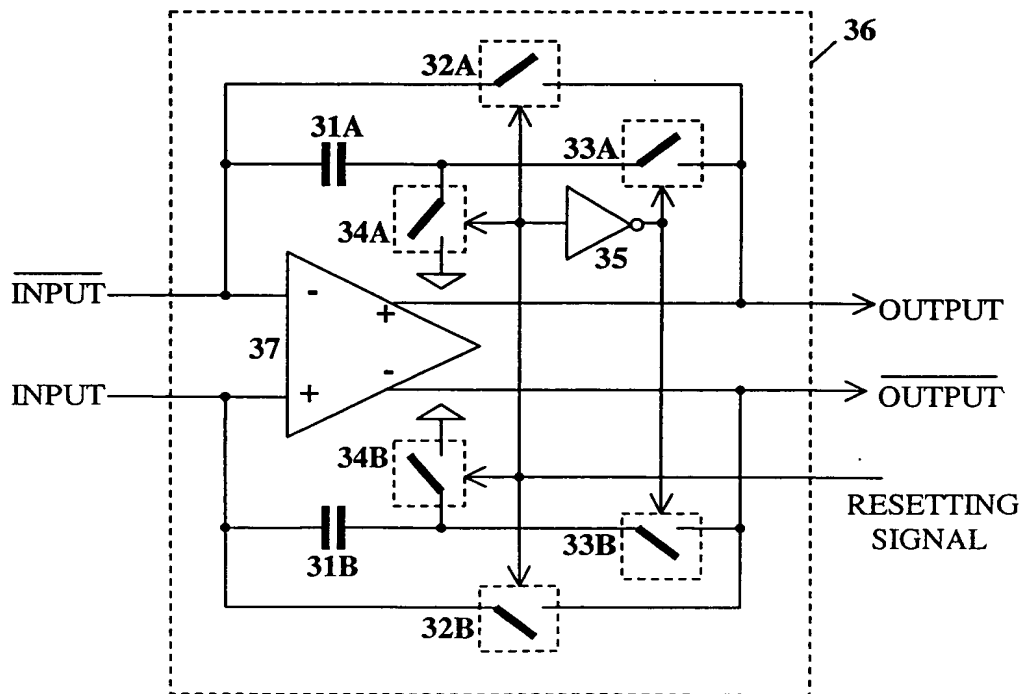 36
32A
31A
33A
34A
35
INPUT
-
+
OUTPUT
37
INPUT
+
-
OUTPUT
34B
RESETTING
SIGNAL
31B
33B
32B